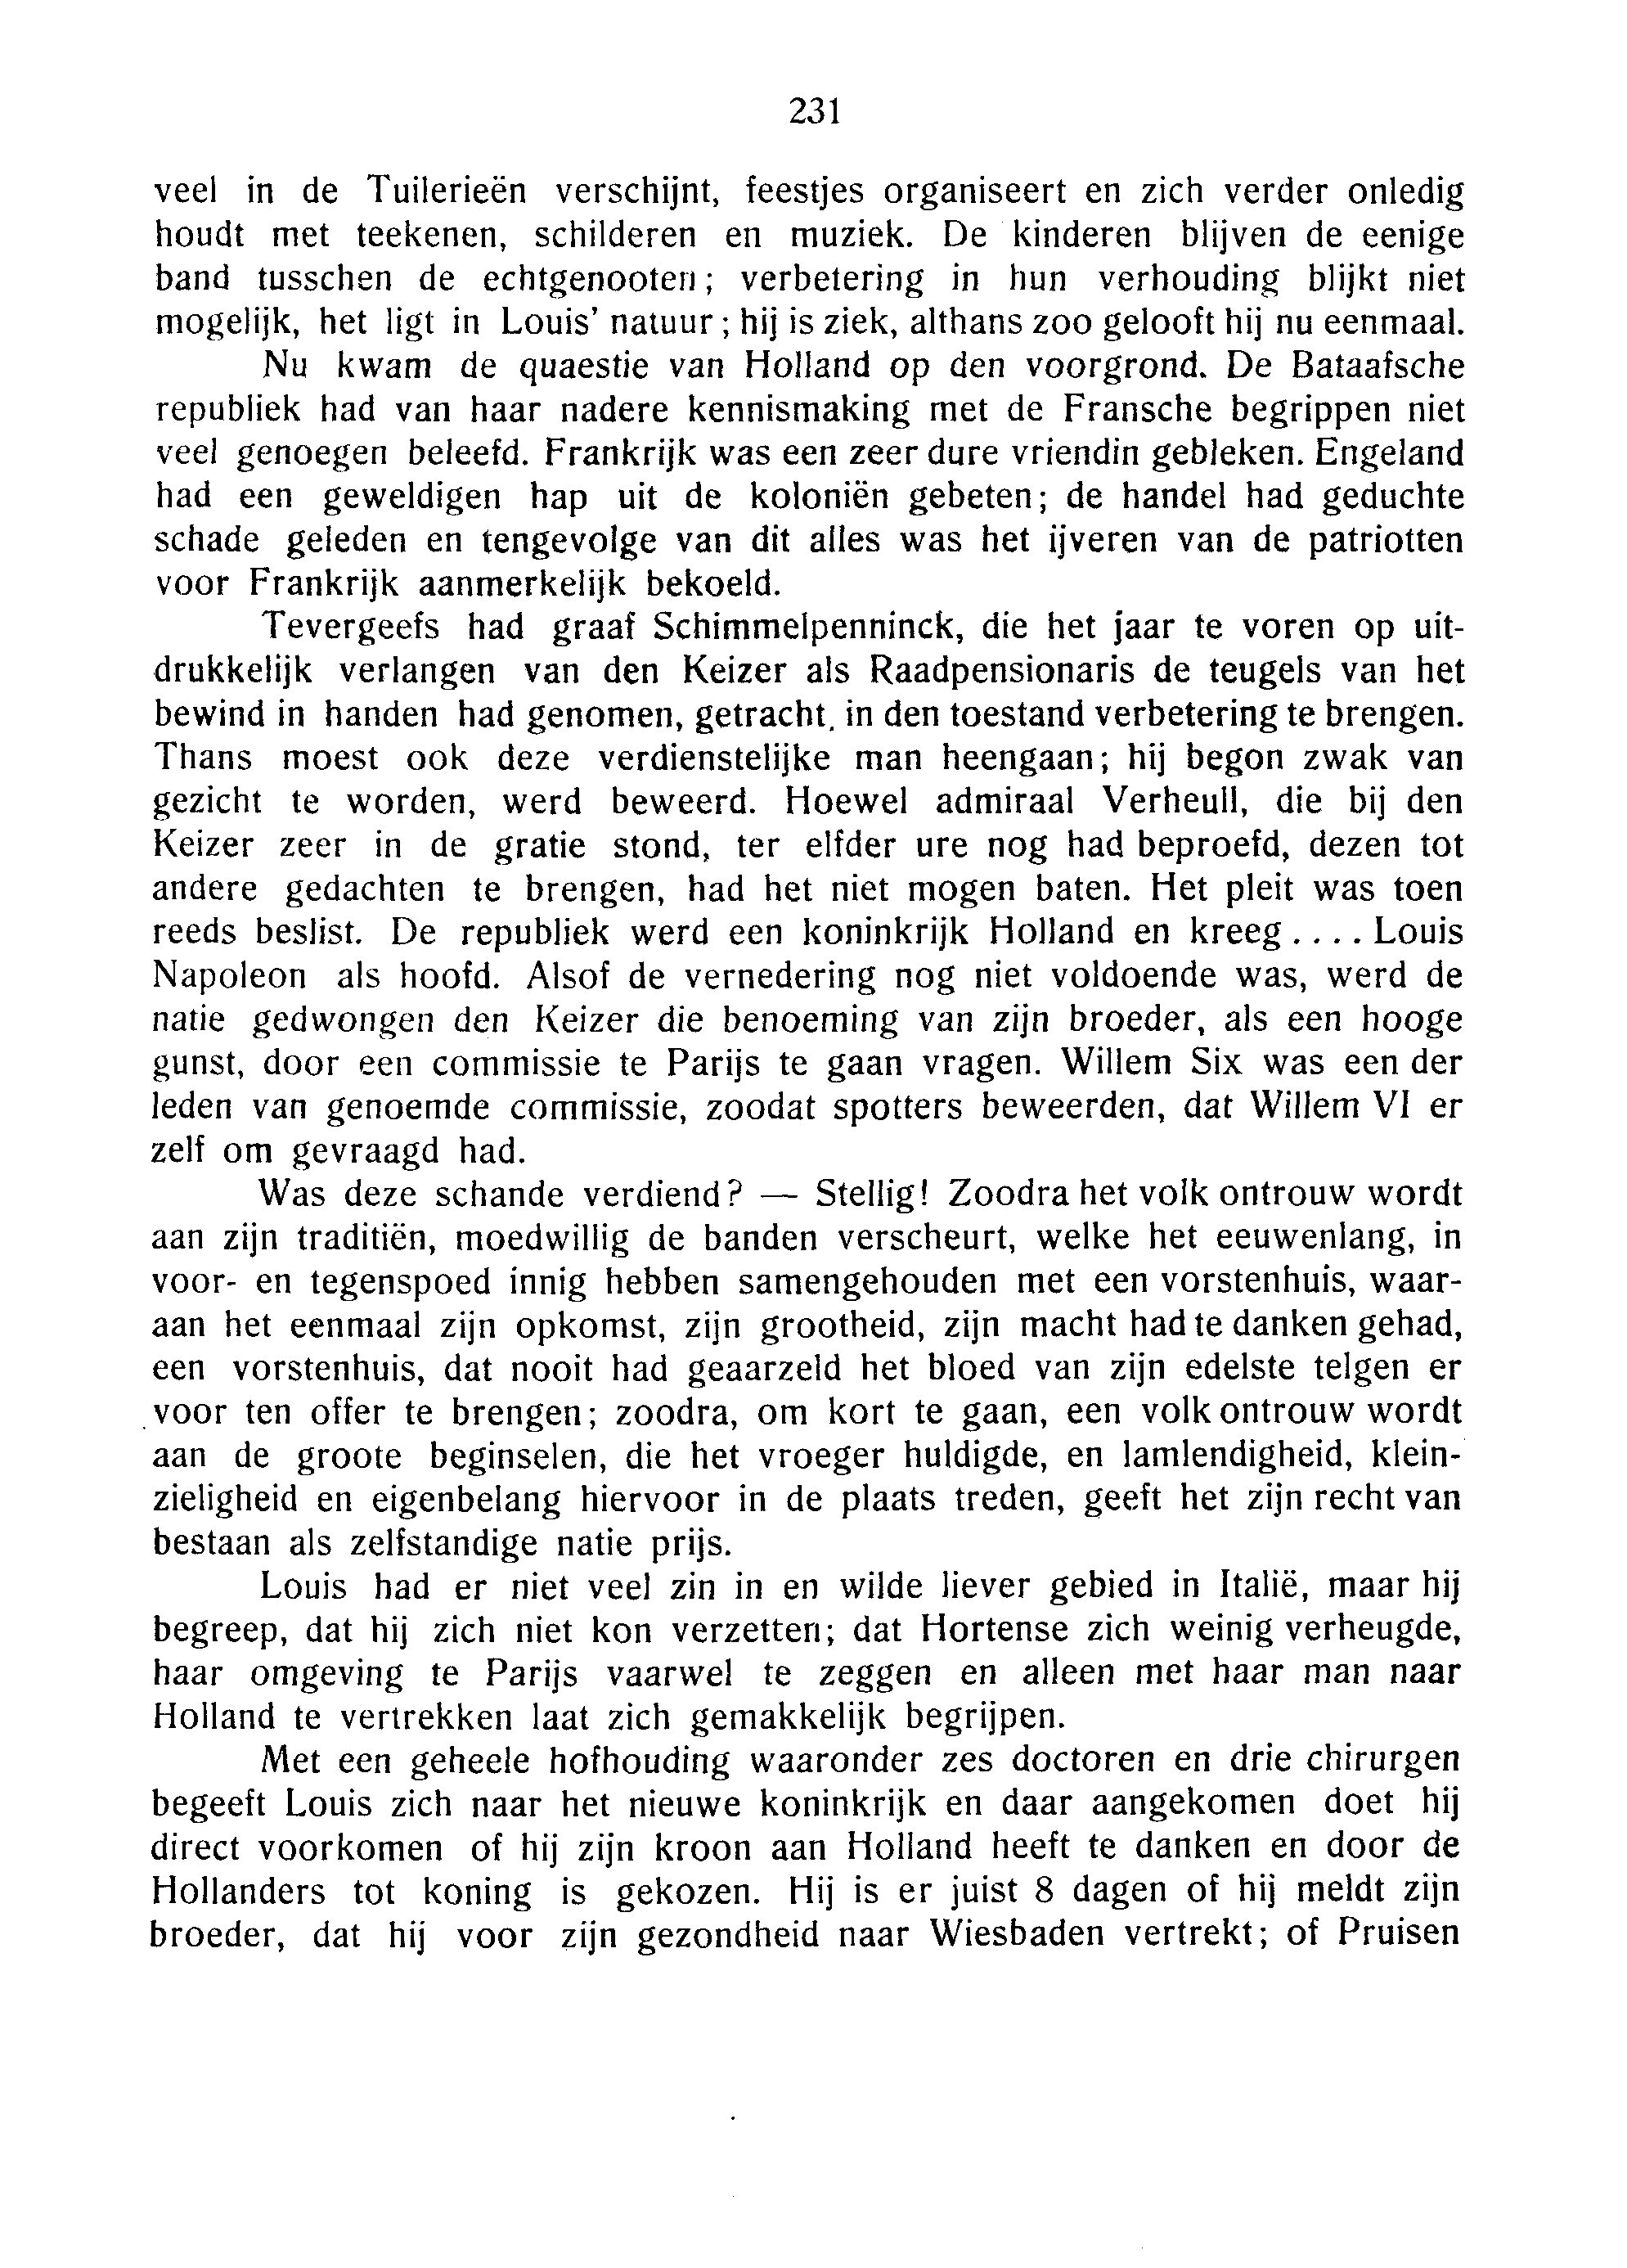 231
veel in de Tuilerieën verschijnt, feestjes organiseert en zich verder onledig
houdt met teekenen, schilderen en muziek. De kinderen blijven de eenige
band tusschen de echtgenooten; verbetering in hun verhouding blijkt niet
mogelijk, het ligt in Louis' natuur; hij is ziek, althans zoo gelooft hij nu eenmaal.
Nu kwam de quaestie van Holland op den voorgrond. De Bataafsche
republiek had van haar nadere kennismaking met de Fransche begrippen niet
veel genoegen beleefd. Frankrijk was een zeer dure vriendin gebleken. Engeland
had een geweldigen hap uit de koloniën gebeten; de handel had geduchte
schade geleden en tengevolge van dit alles was het ijveren van de patriotten
voor Frankrijk aanmerkelijk bekoeld.
Tevergeefs had graaf Schimmelpenninck, die het jaar te voren op uit-
drukkelijk verlangen van den Keizer als Raadpensionaris de teugels van het
bewind in handen had genomen, getracht. in den toestand verbetering te brengen.
Thans moest ook deze verdienstelijke man heengaan; hij begon zwak van
gezicht te worden, werd beweerd. Hoewel admiraal Verheull, die bij den
Keizer zeer in de gratie stond, ter elfder ure nog had beproefd, dezen tot
andere gedachten te brengen, had het niet mogen baten. Het pleit was toen
reeds beslist. De republiek werd een koninkrijk Holland en kreeg .... Louis
Napoleon als hoofd. Alsof de vernedering nog niet voldoende was, werd de
natie gedwongen den Keizer die benoeming van zijn broeder, als een hooge
gunst, door een commissie te Parijs te gaan vragen. Willem Six was een der
leden van genoemde commissie, zoodat spotters beweerden, dat Willem VI er
zelf om gevraagd had.
Was deze schande verdiend? — Stellig! Zoodra het volk ontrouw wordt
aan zijn traditiën, moedwillig de banden verscheurt, welke het eeuwenlang, in
voor- en tegenspoed innig hebben samengehouden met een vorstenhuis, waar-
aan het eenmaal zijn opkomst, zijn grootheid, zijn macht had te danken gehad,
een vorstenhuis, dat nooit had geaarzeld het bloed van zijn edelste telgen er
voor ten offer te brengen; zoodra, om kort te gaan, een volk ontrouw wordt
aan de groote beginselen, die het vroeger huldigde, en lamlendigheid, klein-
zieligheid en eigenbelang hiervoor in de plaats treden, geeft het zijn recht van
bestaan als zelfstandige natie prijs.
Louis had er niet veel zin in en wilde liever gebied in Italië, maar hij
begreep, dat hij zich niet kon verzetten; dat Hortense zich weinig verheugde,
haar omgeving te Parijs vaarwel te zeggen en alleen met haar man naar
Holland te vertrekken laat zich gemakkelijk begrijpen.
Met een geheele hofhouding waaronder zes doctoren en drie chirurgen
begeeft Louis zich naar het nieuwe koninkrijk en daar aangekomen doet hij
direct voorkomen of hij zijn kroon aan Holland heeft te danken en door de
Hollanders tot koning is gekozen. Hij is er juist 8 dagen of hij meldt zijn
broeder, dat hij voor zijn gezondheid naar Wiesbaden vertrekt; of Pruisen